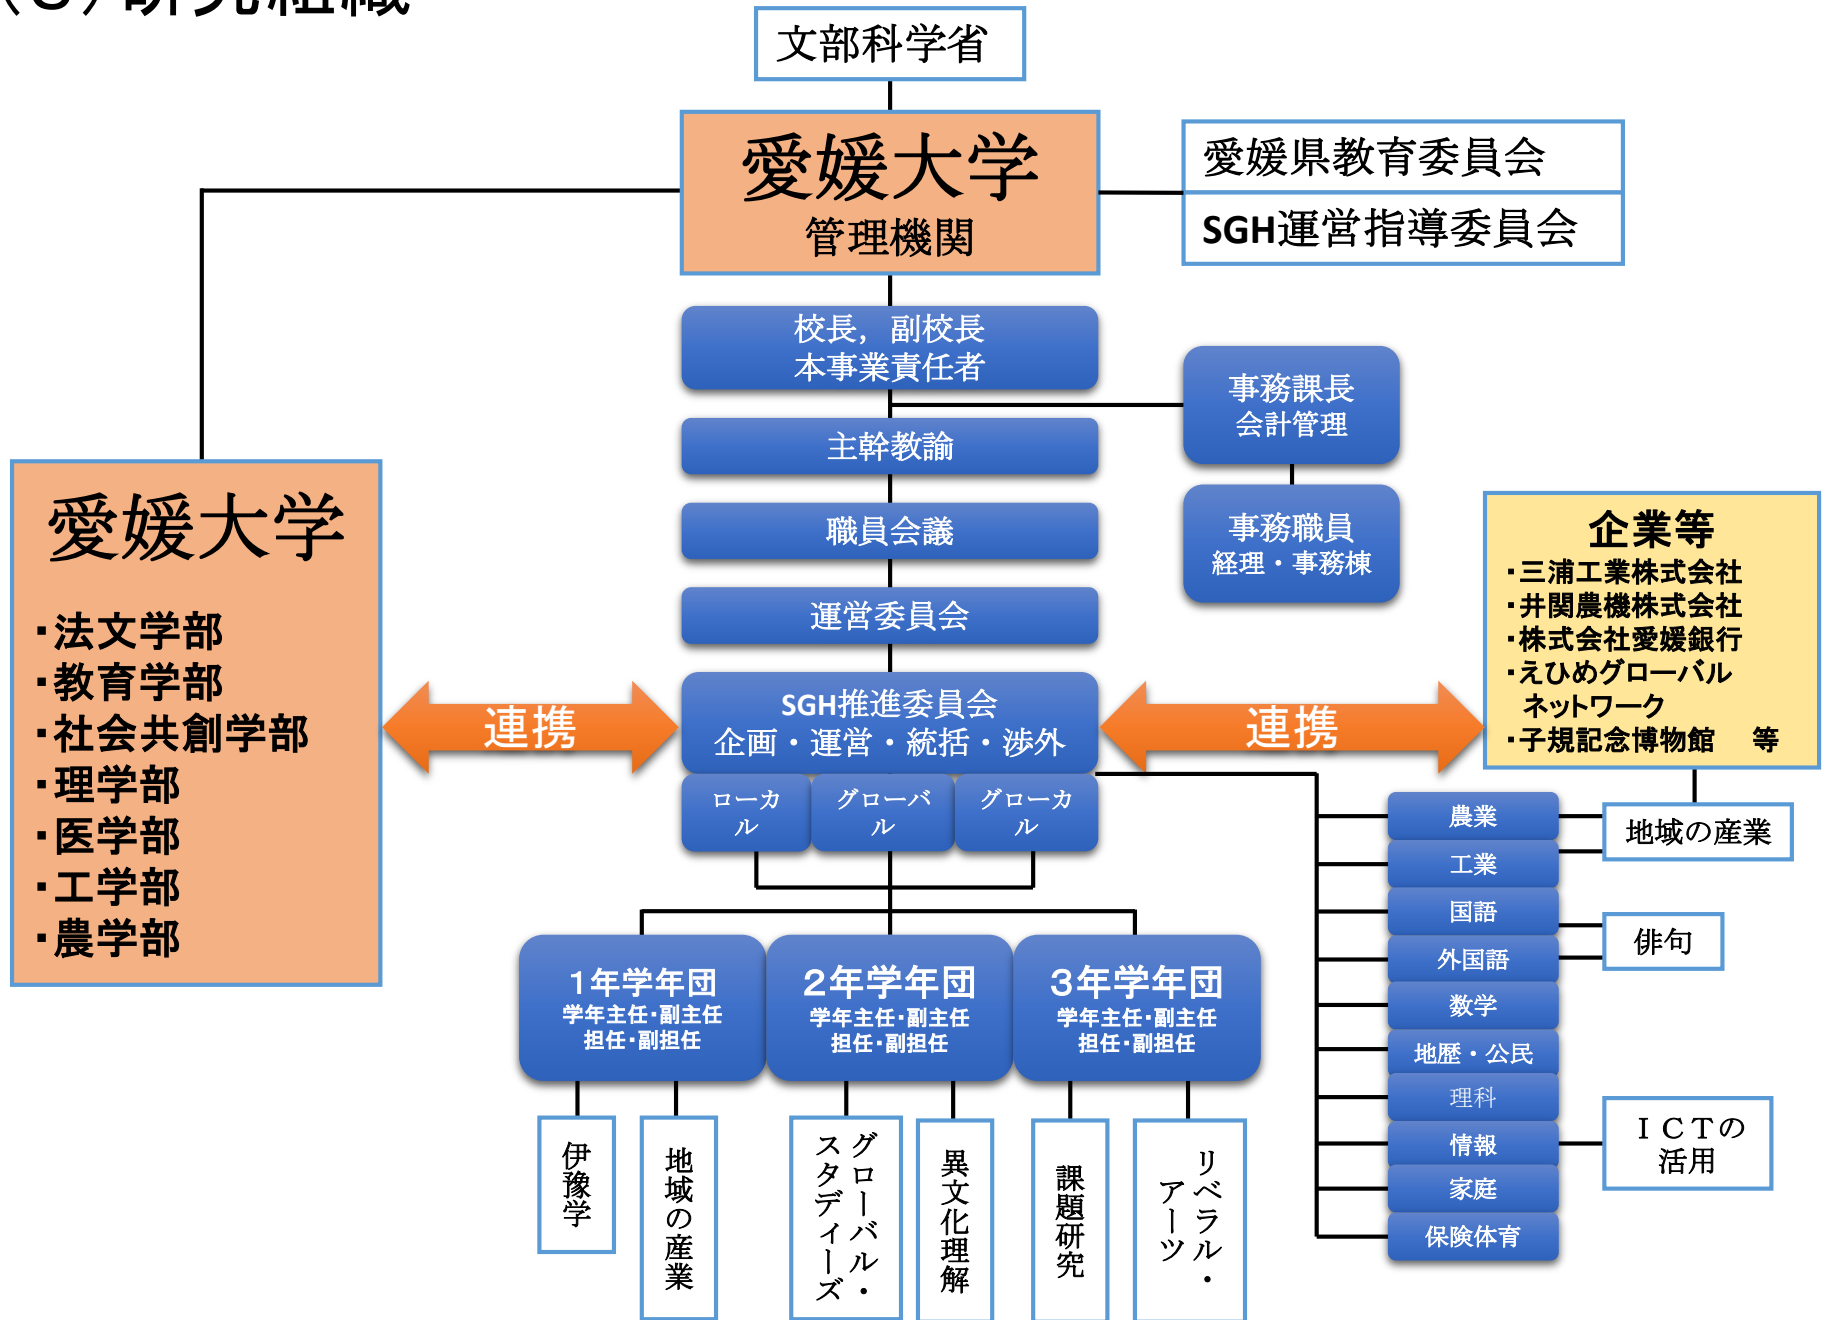 研究組織
文部科学省
愛媛大学
管理機関
愛媛県教育委員会
SGH運営指導委員会
校長，副校長
本事業責任者
事務課長
会計管理
主幹教諭
職員会議
事務職員
経理・事務棟
運営委員会
愛媛大学
・法文学部
・教育学部
・社会共創学部
・理学部
・医学部
・工学部
・農学部
連携
SGH推進委員会
企画・運営・統括・渉外
連携
企業等
・三浦工業株式会社
・井関農機株式会社
・株式会社愛媛銀行
・えひめグローバル
ネットワーク
・子規記念博物館　等
ローカ
ル
グローバ
ル
グローカ
ル
１年学年団
学年主任・副主任
担任・副担任
２年学年団
学年主任・副主任
担任・副担任
３年学年団
学年主任・副主任
担任・副担任
伊豫学
地域の産業
グローバル・
スタディーズ
異文化理解
課題研究
リベラル・
アーツ
農業
工業
国語
外国語
数学
地歴・公民
理科
情報
家庭
保険体育
地域の産業
俳句
ＩＣＴの
活用